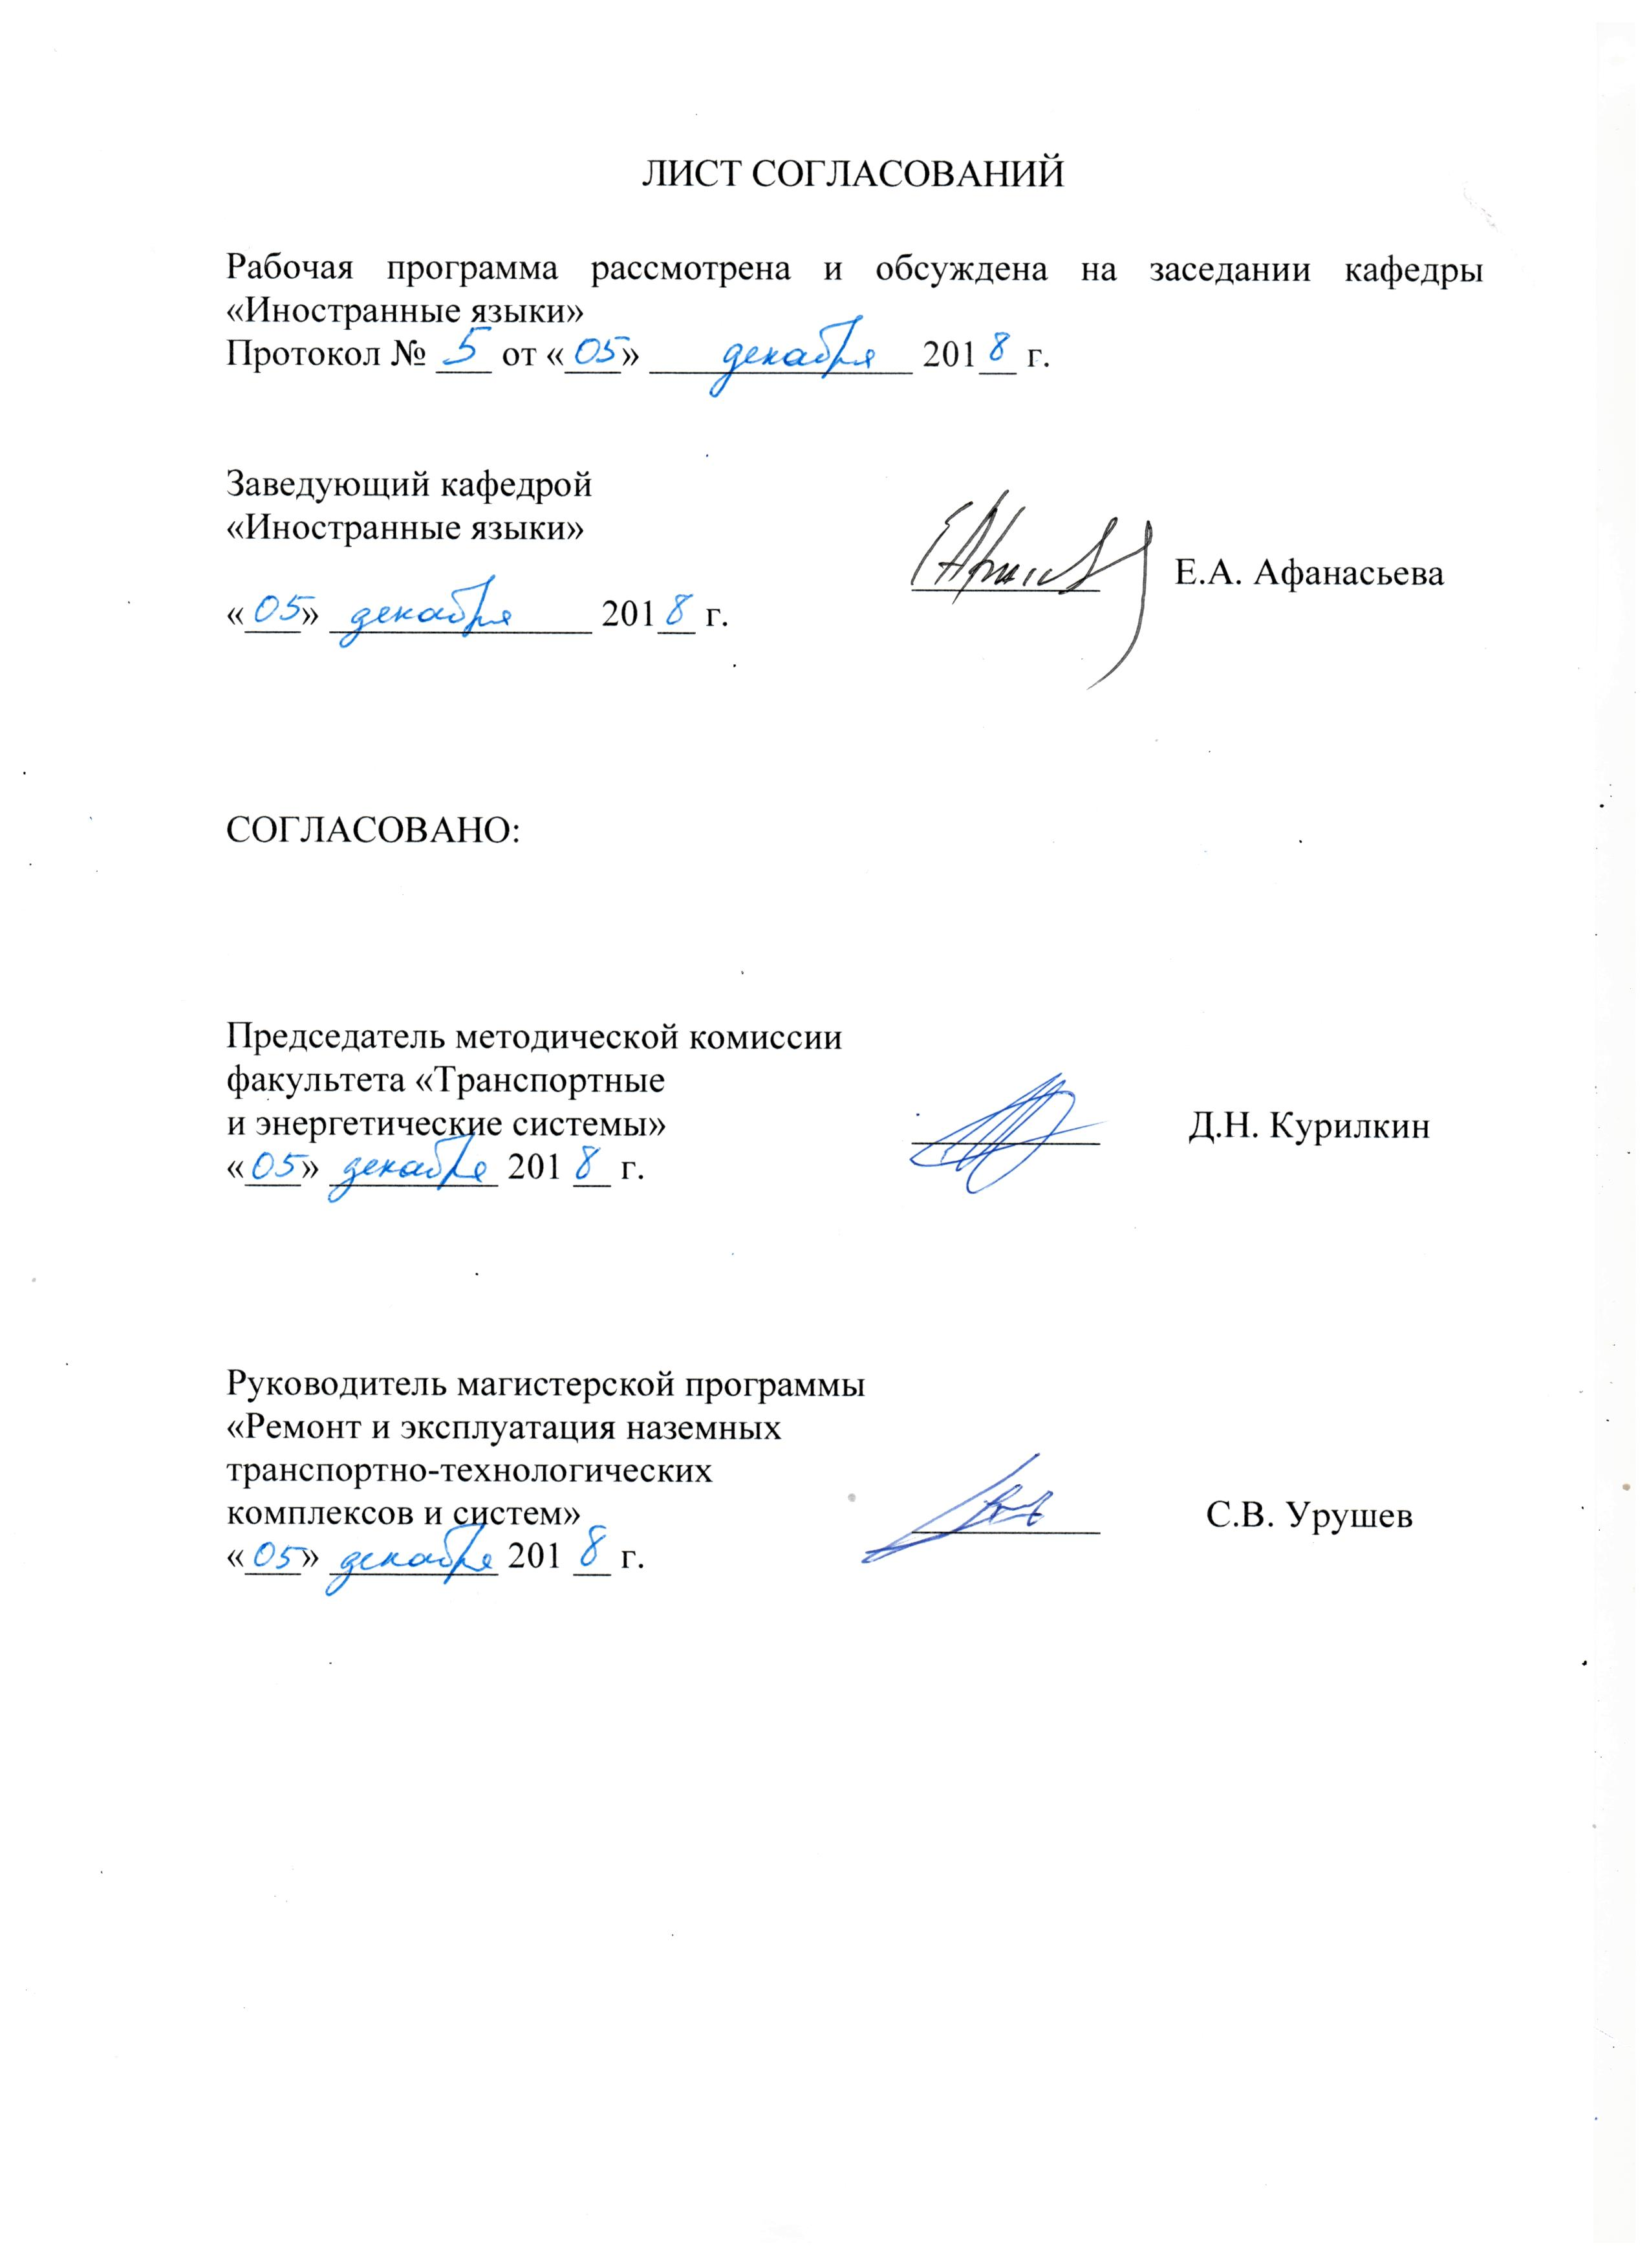 ЛИСТ СОГЛАСОВАНИЙ
Рабочая программа рассмотрена и обсуждена на заседании кафедры
«Иностранные языки»
Протокол № 5 от «05» декабря 2018 г.
Заведующий кафедрой
«Иностранные языки»
Е.А. Афанасьева
«05» декабря 2018 г.
СОГЛАСОВАНО:
Председатель методической комиссии
факультета «Транспортные
и энергетические системы» Д.Н. Курилкин
«05» декабря 2018 г.
Руководитель магистерской программы
«Ремонт и эксплуатация наземных
транспортно-технологических
комплексов и систем» С.В. Урушев
«05» декабря 2018 г.